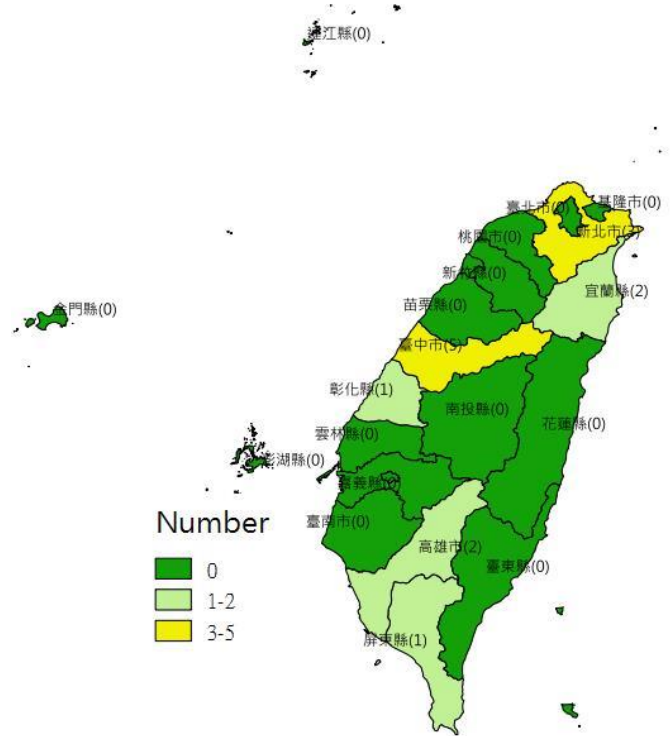 連江縣(0)
基隆市(0)
臺北市(0)
新北市(3)
桃園市(0)
新竹縣(0)
宜蘭縣(2)
苗栗縣(0)
金門縣(0)
臺中市(5)
彰化縣(1)
南投縣(0)
花蓮縣(0)
雲林縣(0)
澎湖縣(0)
嘉義縣(0)
臺南市(0)
Number
高雄市(2)
臺東縣(0)
0
1-2
3-5
屏東縣(1)